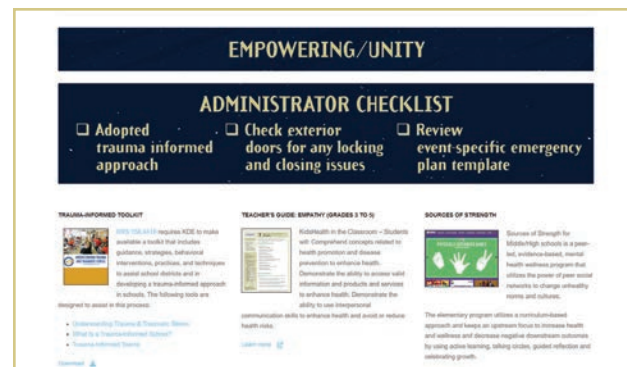 EMPOWERING/UNITY
ADMINISTRATOR CHECKLIST
❑ Adopted
trauma informed
approach
❑ Check exterior
doors for any locking
and closing issues
❑ Review
event-specific emergency
plan template
TRAUMA-INFORMED TOOLKIT
requires KDE to make
available a toolkit that includes
guidance, strategies, behavioral
interventions, practices, and techniques
to assist school districts and in
developing a trauma-informed approach
in schools. The following tools are
designed to assist in this process.
• Understanding Trauma & Traumatic Stress
• What Is a Trauma-Informed School?
• Trauma-Informed Teams
Download
TEACHER'S GUIDE: EMPATHY (GRADES 3 TO 5)
KidsHealth in the Classroom – Students
will Comprehend concepts related to
health promotion and disease
prevention to enhance health.
Demonstrate the ability to access valid
information and products and services
to enhance health. Demonstrate the
ability to use interpersonal
communication skills to enhance health and avoid or reduce
health risks.
Learn more
SOURCES OF STRENGTH
Sources of Strength for
Middle/High schools is a peer-
led, evidence-based, mental
health wellness program that
utilizes the power of peer social
networks to change unhealthy
norms and cultures.
The elementary program utilizes a curriculum-based
approach and keeps an upstream focus to increase health
and wellness and decrease negative downstream outcomes
by using active learning, talking circles, guided reflection and
celebrating growth.